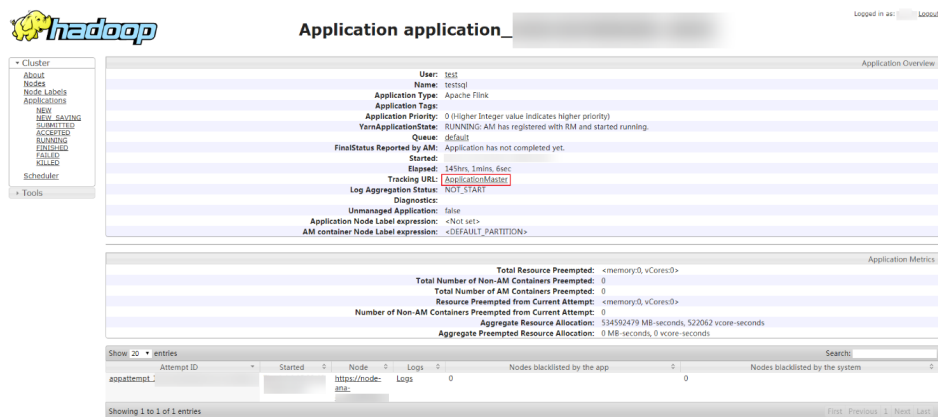 hadoop
Application application_
Logged in as: Logout
Cluster
About
Nodes
Node Labels
Applications
NEW
NEW_SAVING
SUBMITTED
ACCEPTED
RUNNING
FINISHED
FAILED
KILLED
Scheduler
Tools
Application Overview
User: test
Name: testsql
Application Type: Apache Flink
Application Tags:
Application Priority: 0 (Higher Integer value indicates higher priority)
YarnApplicationState: RUNNING: AM has registered with RM and started running.
Queue: default
FinalStatus Reported by AM: Application has not completed yet.
Started:
Elapsed: 145hrs, 1mins, 6sec
Tracking URL: ApplicationMaster
Log Aggregation Status: NOT_START
Diagnostics:
Unmanaged Application: false
Application Node Label expression: <Not set>
AM container Node Label expression: <DEFAULT_PARTITION>
Application Metrics
Total Resource Preempted: <memory:0, vCores:0>
Total Number of Non-AM Containers Preempted: 0
Total Number of AM Containers Preempted: 0
Resource Preempted from Current Attempt: <memory:0, vCores:0>
Number of Non-AM Containers Preempted from Current Attempt: 0
Aggregate Resource Allocation: 534592479 MB-seconds, 522062 vcore-seconds
Aggregate Preempted Resource Allocation: 0 MB-seconds, 0 vcore-seconds
Show 20 entries Search:
Attempt ID Started Node Logs Nodes blacklisted by the app Nodes blacklisted by the system
appattempt_ https://node- Logs 0 0
ana-
Showing 1 to 1 of 1 entries First Previous 1 Next Last